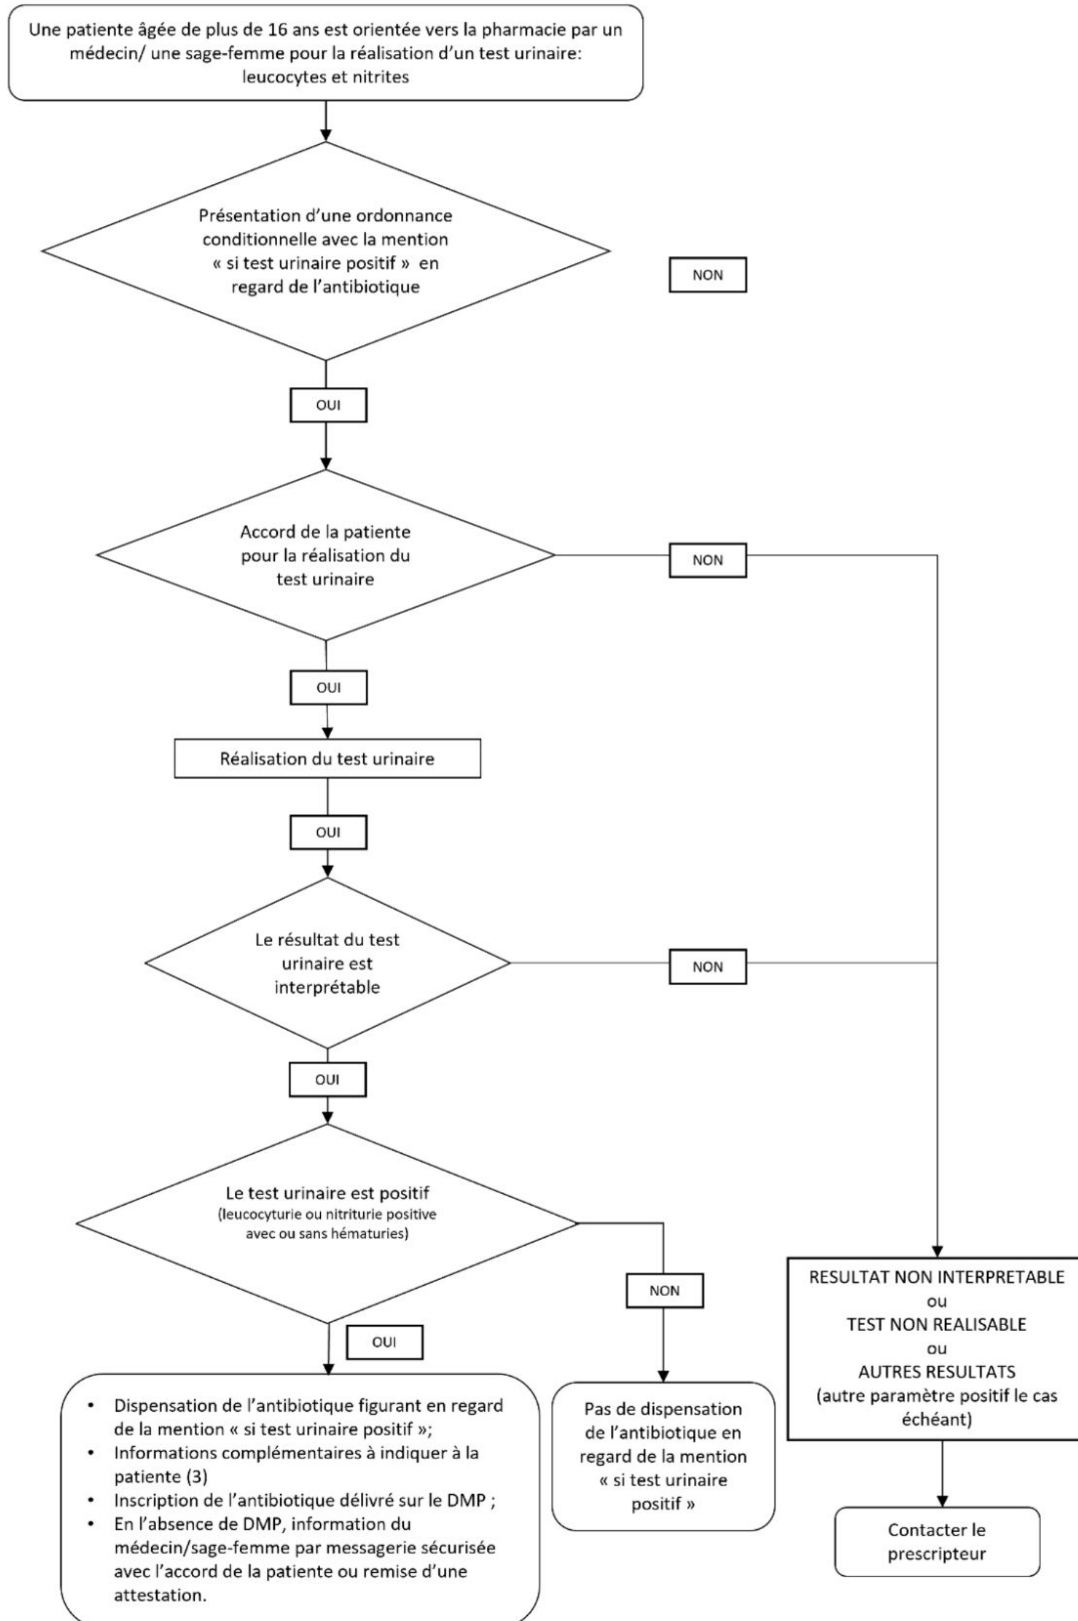 Une patiente âgée de plus de 16 ans est orientée vers la pharmacie par un
médecin/ une sage-femme pour la réalisation d'un test urinaire:
leucocytes et nitrites
Présentation d'une ordonnance
conditionnelle avec la mention
« si test urinaire positif » en
regard de l'antibiotique
NON
OUI
Accord de la patiente
pour la réalisation du
test urinaire
NON
OUI
Réalisation du test urinaire
OUI
Le résultat du test
urinaire est
interprétable
NON
OUI
Le test urinaire est positif
(leucocyturie ou nitriturie positive
avec ou sans hématuries)
NON
OUI
• Dispensation de l'antibiotique figurant en regard
de la mention « si test urinaire positif »;
• Informations complémentaires à indiquer à la
patiente (3)
• Inscription de l'antibiotique délivré sur le DMP ;
• En l'absence de DMP, information du
médecin/sage-femme par messagerie sécurisée
avec l'accord de la patiente ou remise d'une
attestation.
Pas de dispensation
de l'antibiotique en
regard de la mention
« si test urinaire
positif »
RESULTAT NON INTERPRETABLE
ou
TEST NON REALISABLE
ou
AUTRES RESULTATS
(autre paramètre positif le cas
échéant)
Contacter le
prescripteur